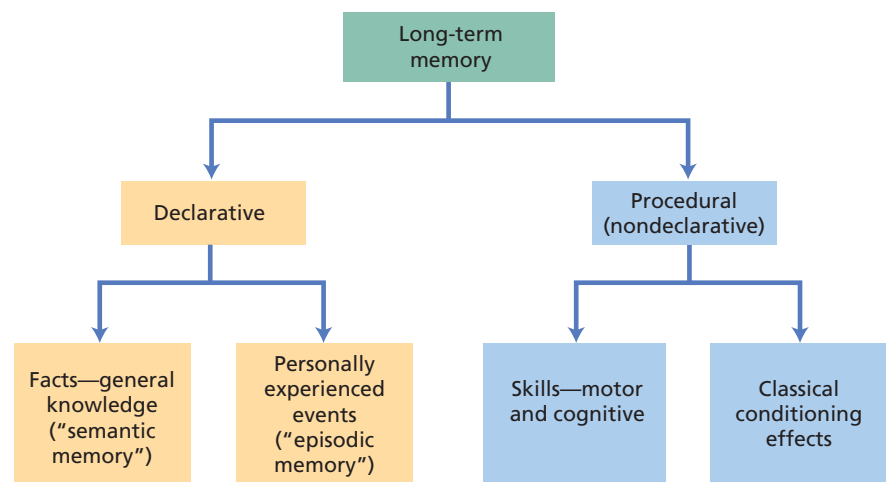 Long-term
memory
Declarative
Procedural
(nondeclarative)
Facts—general
knowledge
(“semantic
memory”)
Personally
experienced
events
(“episodic
memory”)
Skills—motor
and cognitive
Classical
conditioning
effects